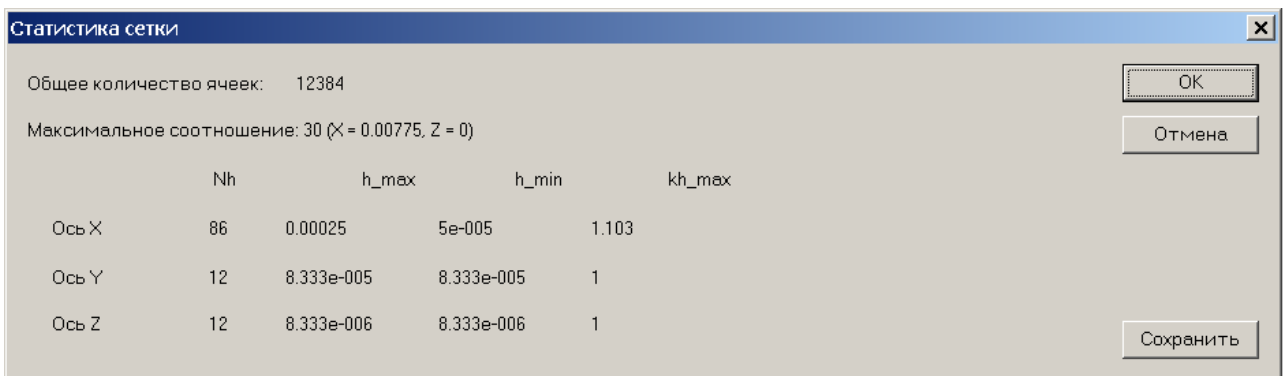 Статистика сетки
Общее количество ячеек: 12384
OK
Максимальное соотношение: 30 (X = 0.00775, Z = 0)
Отмена
Nh h_max h_min kh_max
Ось X 86 0.00025 5e-005 1.103
Ось Y 12 8.333e-005 8.333e-005 1
Ось Z 12 8.333e-006 8.333e-006 1
Сохранить